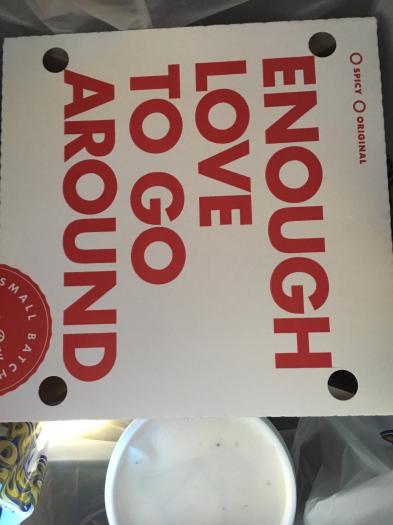 SPICY ORIGINAL
ENOUGH
LOVE
TO GO
AROUND
SMALL BATCH